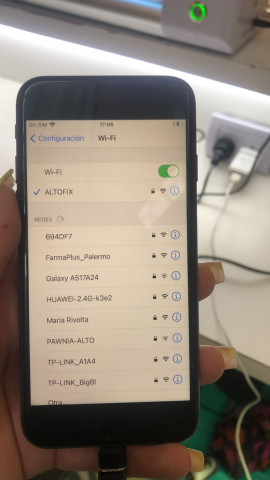 Sin SIM 17:06
Configuración Wi-Fi
Wi-Fi
ALTOFIX
REDES
694DF7
FarmaPlus_Palermo
Galaxy A517A24
HUAWEI-2.4G-k3e2
Maria Rivolta
PAWNIA-ALTO
TP-LINK_A1A4
TP-LINK_BigBl
Otra...